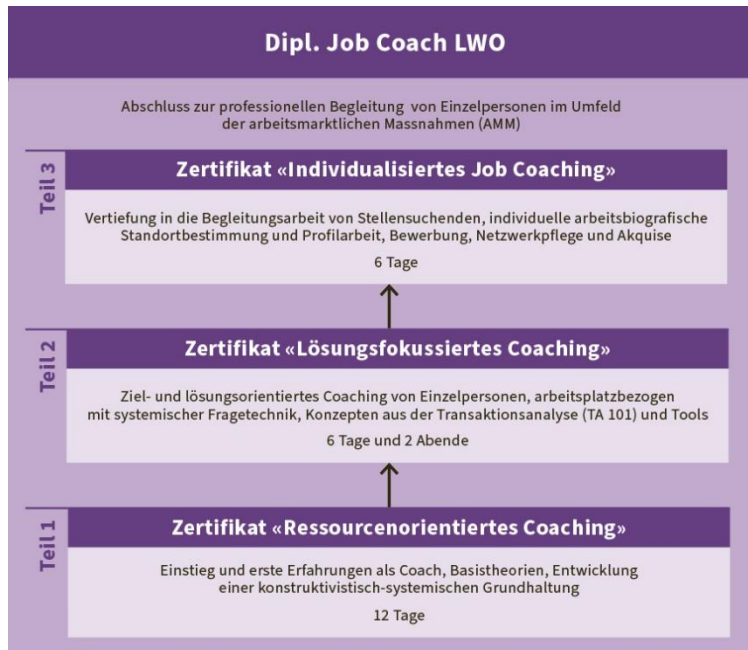 Dipl. Job Coach LWO
Abschluss zur professionellen Begleitung von Einzelpersonen im Umfeld
der arbeitsmarktlichen Massnahmen (AMM)
Teil 3
Zertifikat «Individualisiertes Job Coaching»
Vertiefung in die Begleitungsarbeit von Stellensuchenden, individuelle arbeitsbiografische
Standortbestimmung und Profilarbeit, Bewerbung, Netzwerkpflege und Akquise
6 Tage
Teil 2
Zertifikat «Lösungsfokussiertes Coaching»
Ziel- und lösungsorientiertes Coaching von Einzelpersonen, arbeitsplatzbezogen
mit systemischer Fragetechnik, Konzepten aus der Transaktionsanalyse (TA 101) und Tools
6 Tage und 2 Abende
Teil 1
Zertifikat «Ressourcenorientiertes Coaching»
Einstieg und erste Erfahrungen als Coach, Basistheorien, Entwicklung
einer konstruktivistisch-systemischen Grundhaltung
12 Tage